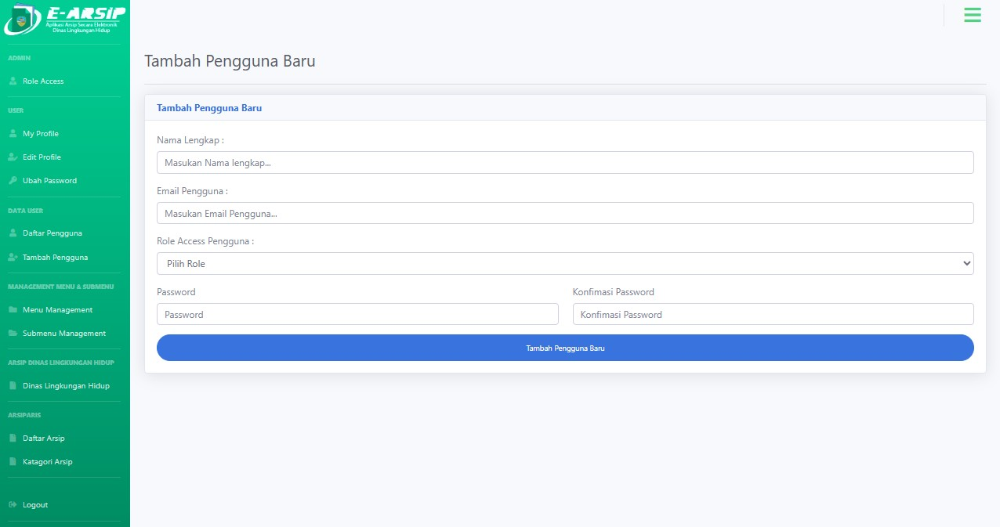 E-ARSIP
Aplikasi Arsip Secara Elektronik
Dinas Lingkungan Hidup
ADMIN
Role Access
USER
My Profile
Edit Profile
Ubah Password
DATA USER
Daftar Pengguna
Tambah Pengguna
MANAGEMENT MENU & SUBMENU
Menu Management
Submenu Management
ARSIP DINAS LINGKUNGAN HIDUP
Dinas Lingkungan Hidup
ARSIPARIS
Daftar Arsip
Katagori Arsip
Logout
Tambah Pengguna Baru
Tambah Pengguna Baru
Nama Lengkap :
Masukan Nama lengkap...
Email Pengguna :
Masukan Email Pengguna...
Role Access Pengguna :
Pilih Role
Password Konfimasi Password
Password Konfimasi Password
Tambah Pengguna Baru